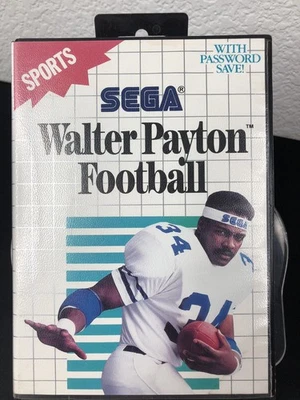 SPORTS
WITH
PASSWORD
SAVE!
SEGA®
Walter Payton™
Football
SEGA
34
34